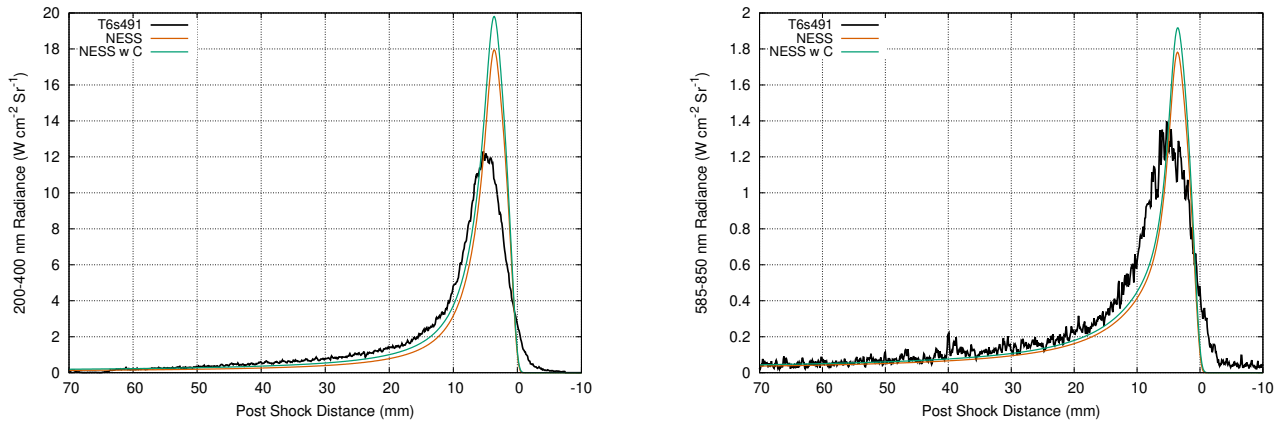 20
18
16
14
12
10
8
6
4
2
0
70 60 50 40 30 20 10 0 -10
200-400 nm Radiance (W cm-2 Sr-1)
Post Shock Distance (mm)
T6s491
NESS
NESS w C
2
1.8
1.6
1.4
1.2
1
0.8
0.6
0.4
0.2
0
70 60 50 40 30 20 10 0 -10
585-850 nm Radiance (W cm-2 Sr-1)
Post Shock Distance (mm)
T6s491
NESS
NESS w C